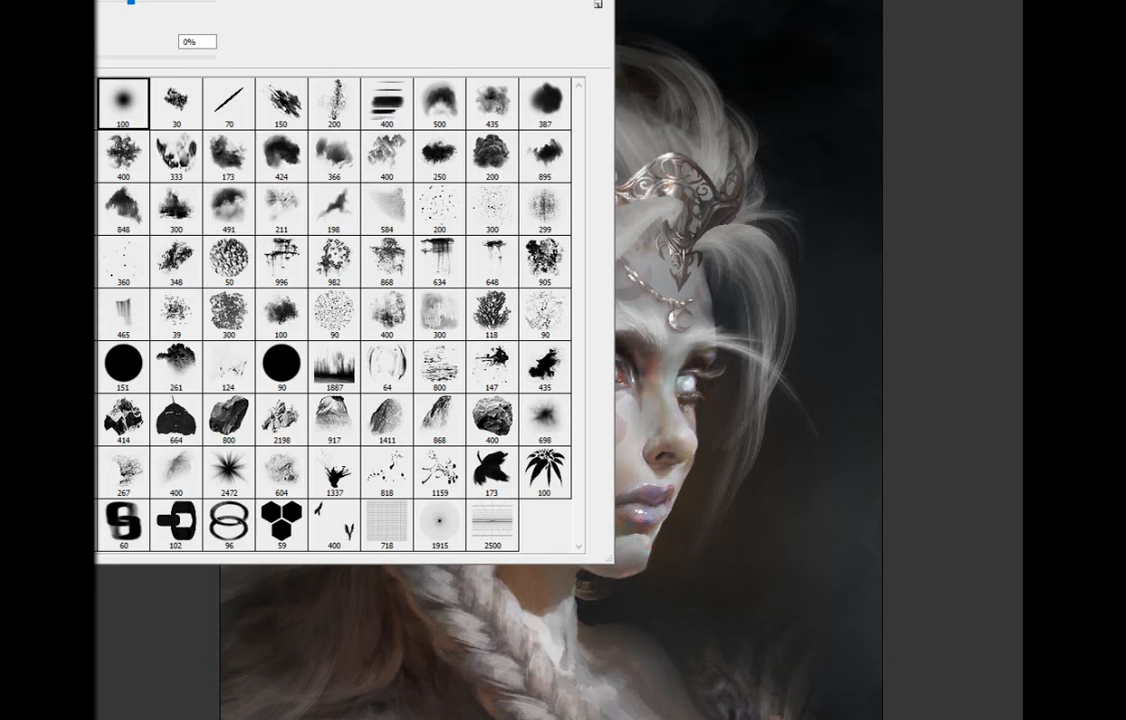 0%
100 30 70 150 200 400 500 435 387
400 333 173 424 366 400 250 200 895
848 300 491 211 198 584 200 300 299
360 348 50 996 982 868 634 648 905
465 39 300 100 90 400 300 118 90
151 261 124 90 1887 64 800 147 435
414 664 800 2198 917 1411 868 400 698
267 400 2472 604 1337 818 1159 173 100
60 102 96 59 400 718 1915 2500